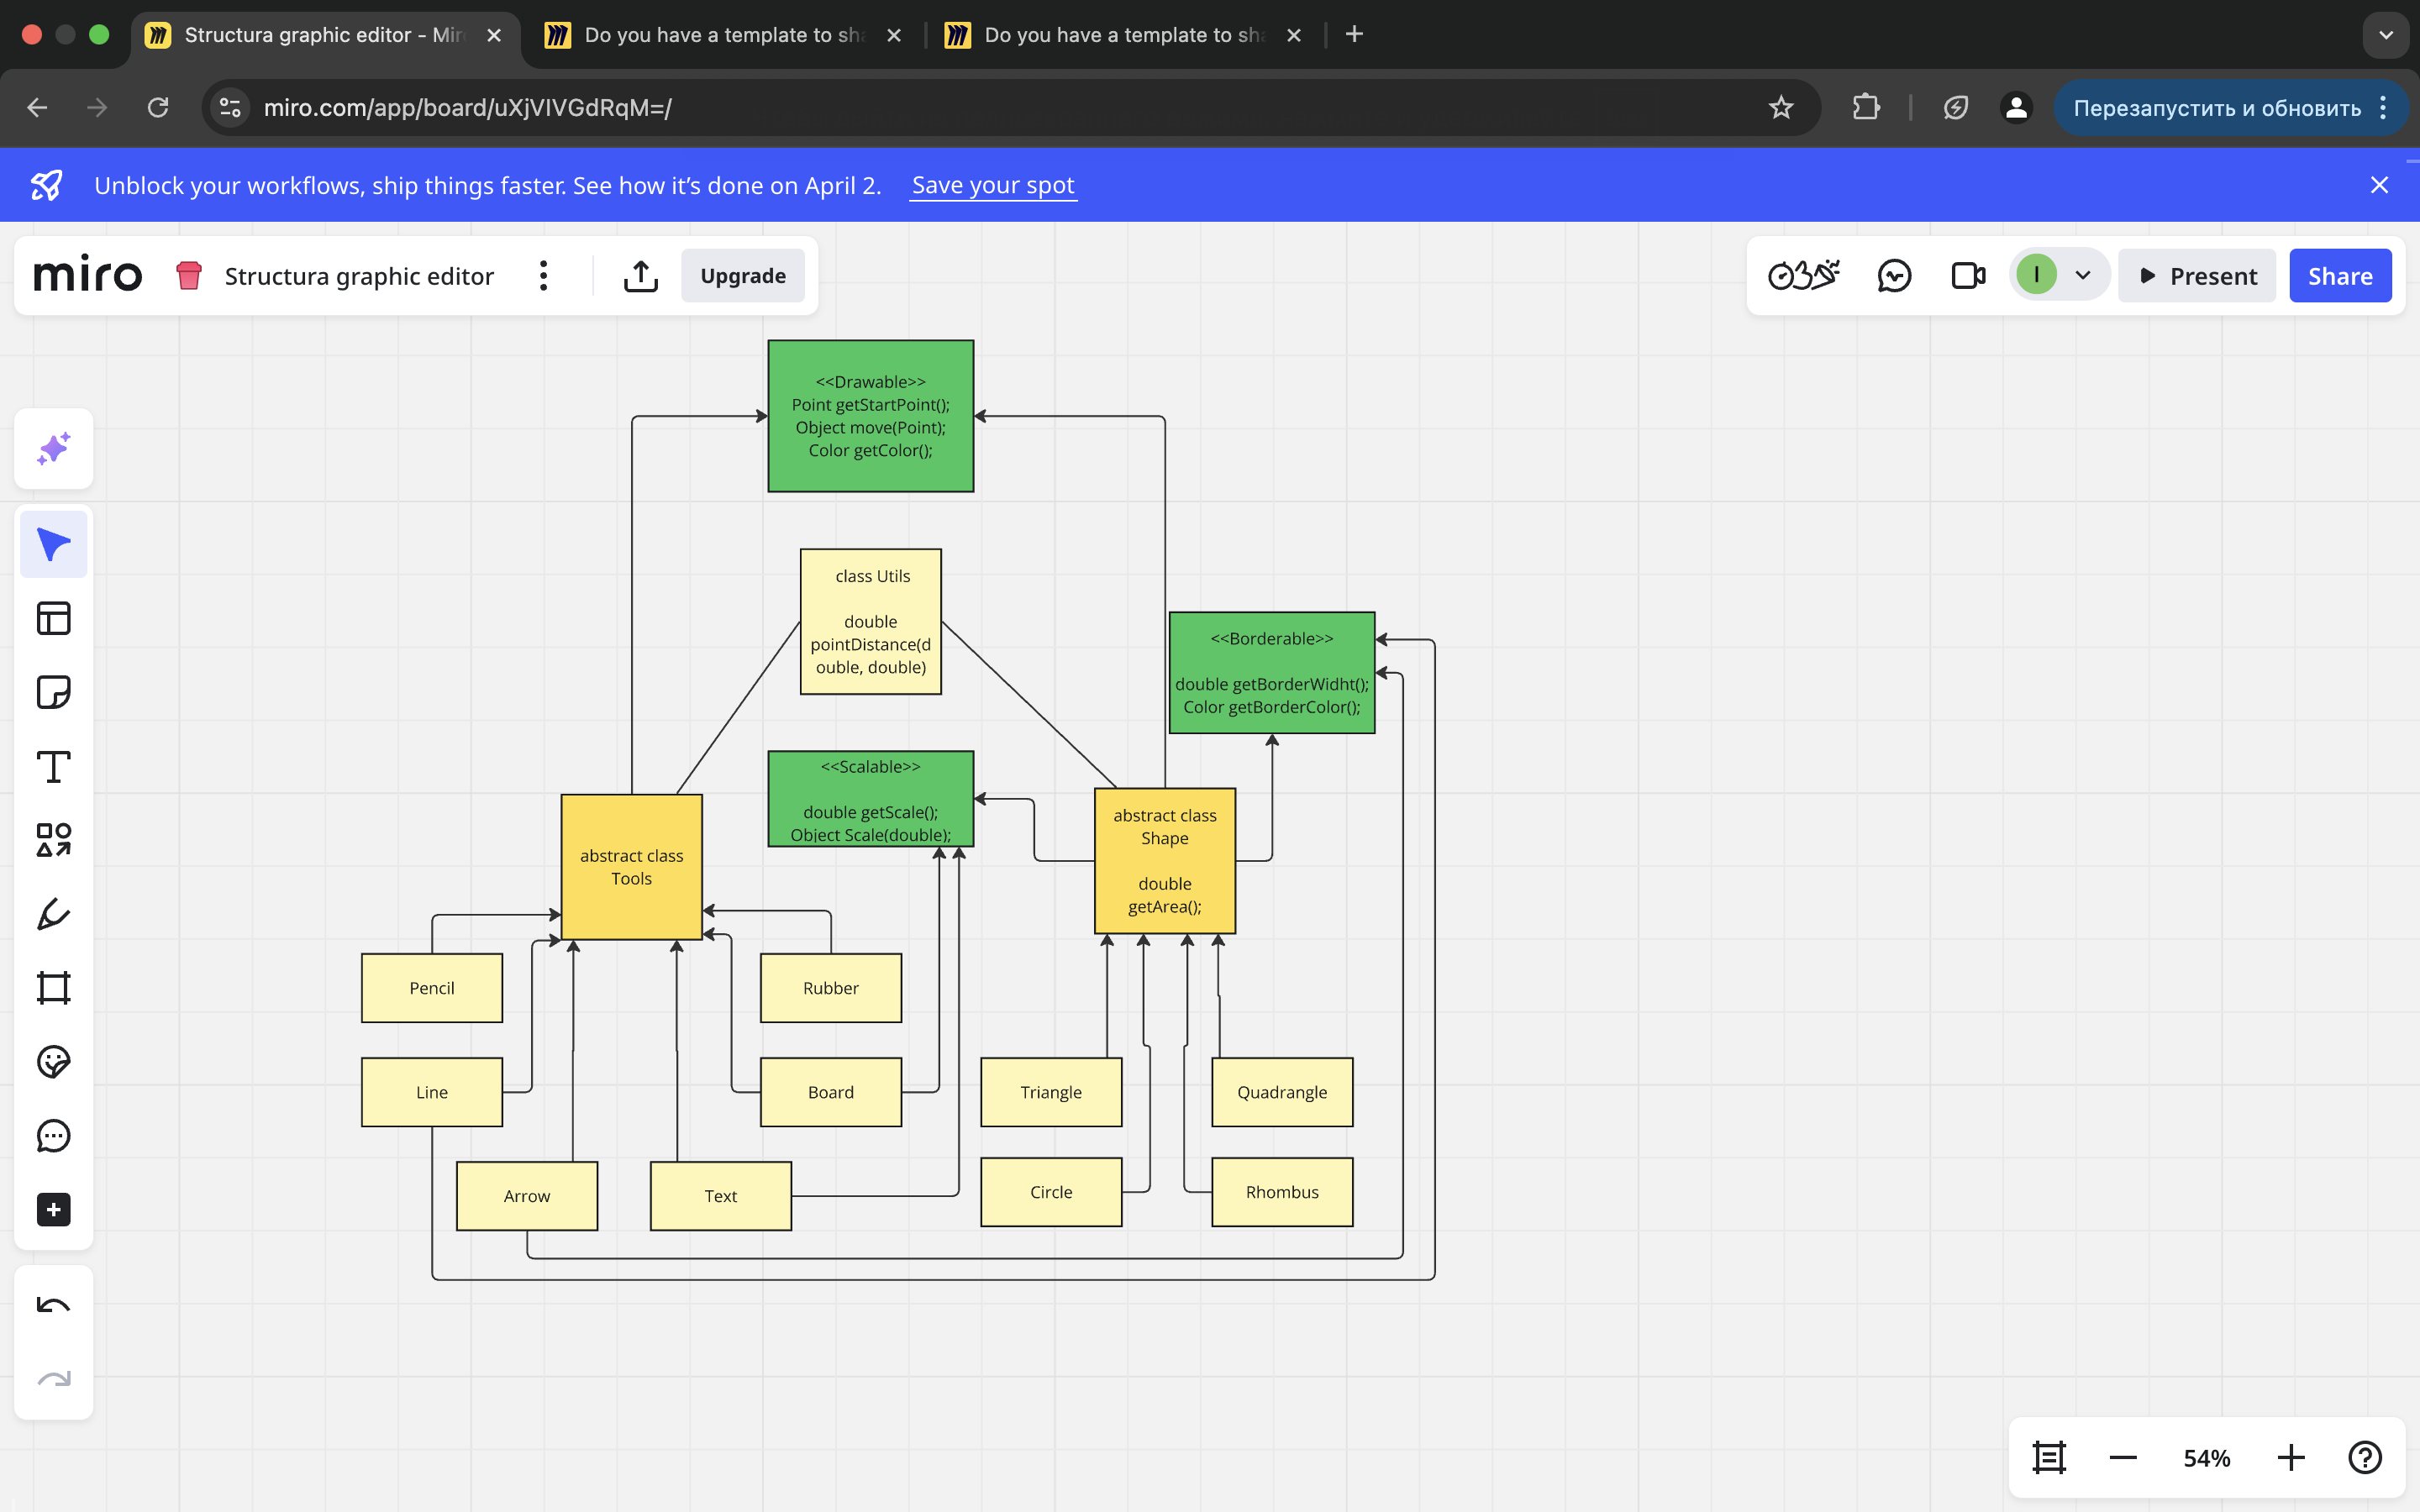 Structura graphic editor - Mir
Do you have a template to sha
Do you have a template to sha
miro.com/app/board/uXjVIVGdRqM=/
Перезапустить и обновить
Unblock your workflows, ship things faster. See how it's done on April 2. Save your spot
miro
Structura graphic editor
Upgrade
I
Present
Share
<<Drawable>>
Point getStartPoint();
Object move(Point);
Color getColor();
class Utils
double
pointDistance(d
ouble, double)
<<Borderable>>
double getBorderWidht();
Color getBorderColor();
<<Scalable>>
double getScale();
Object Scale(double);
abstract class
Tools
abstract class
Shape
double
getArea();
Pencil
Rubber
Line
Board
Triangle
Quadrangle
Arrow
Text
Circle
Rhombus
54%